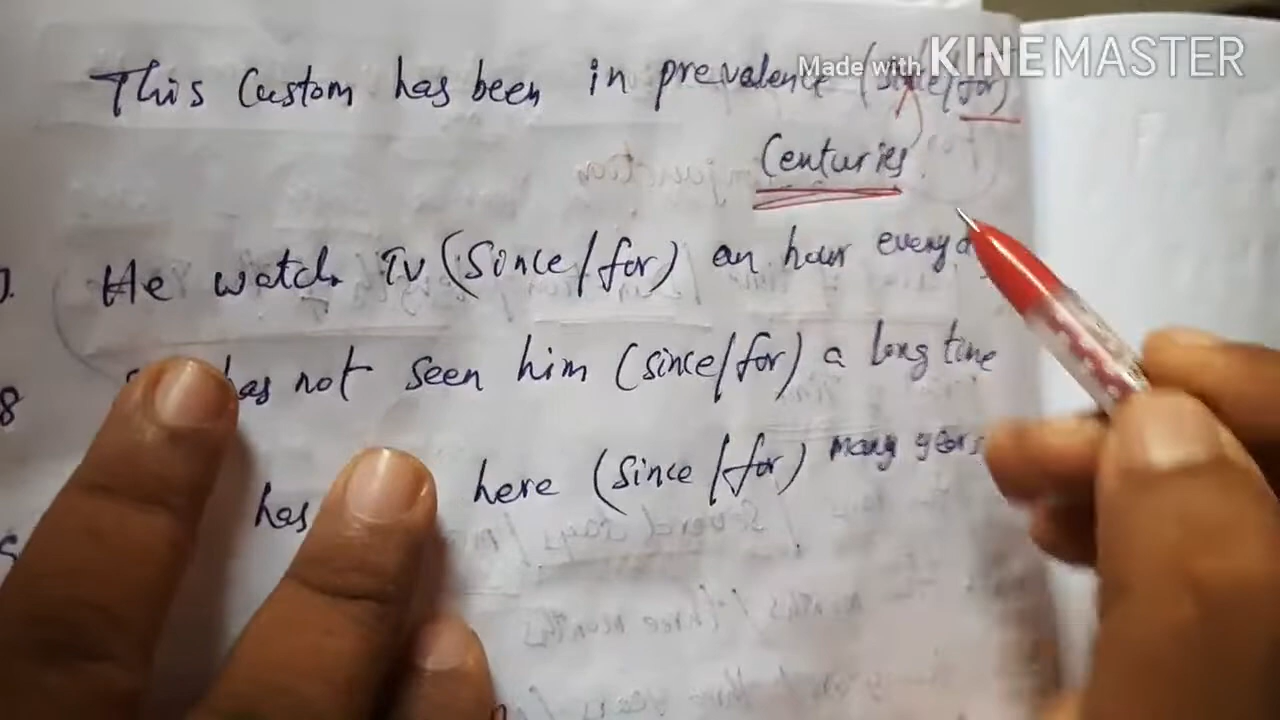 Made with KINEMASTER
This Custom has been in prevalence (since/for)
Centuries
He watch TV (Since/for) an hour every
8 has not seen him (since/for) a long time
has here (Since/for) many years